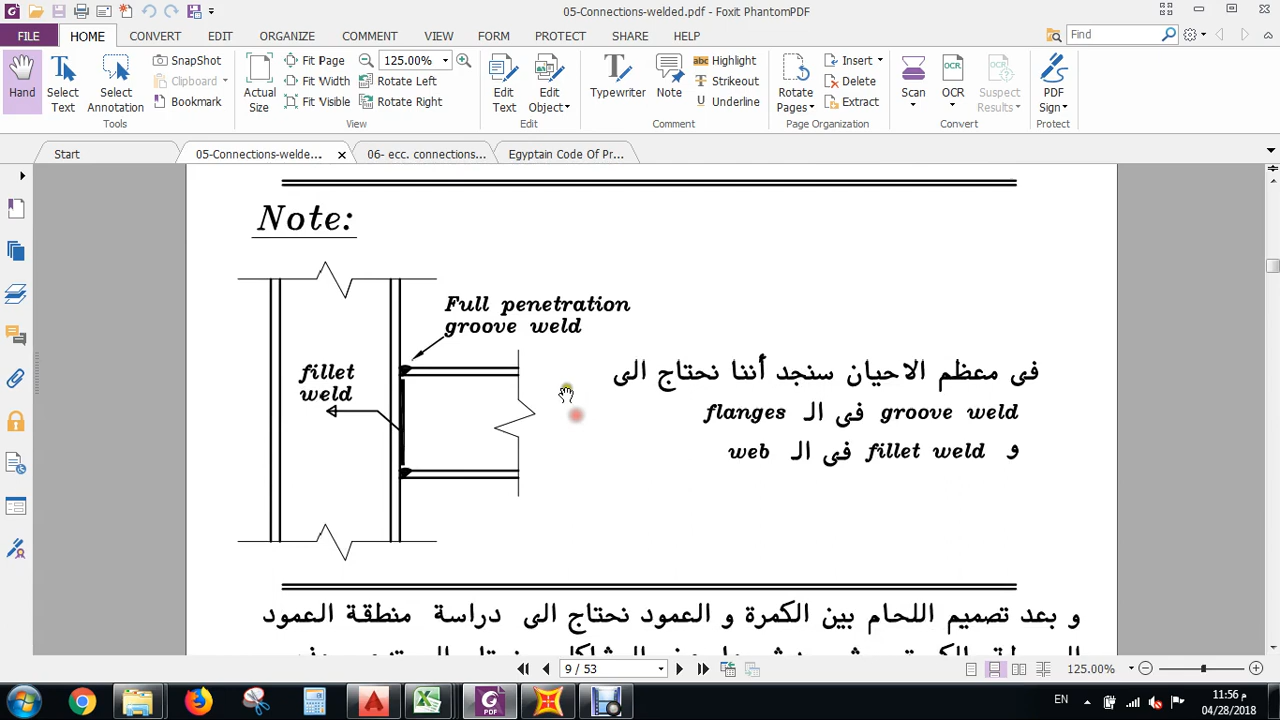 05-Connections-welded.pdf - Foxit PhantomPDF
FILE HOME CONVERT EDIT ORGANIZE COMMENT VIEW FORM PROTECT SHARE HELP
Find
Hand
Select Text
Select Annotation
SnapShot
Clipboard
Bookmark
Tools
Actual Size
Fit Page
Fit Width
Fit Visible
125.00%
Rotate Left
Rotate Right
View
Edit Text
Edit Object
Edit
Typewriter
Note
Highlight
Strikeout
Underline
Comment
Rotate Pages
Insert
Delete
Extract
Page Organization
Scan
OCR
Suspect Results
Convert
PDF Sign
Protect
Start
05-Connections-welde...
06- ecc. connections...
Egyptain Code Of Pr...
Note:
Full penetration
groove weld
fillet
weld
فى معظم الاحيان سنجد أننا نحتاج الى
groove weld فى الـ flanges
و fillet weld فى الـ web
و بعد تصميم اللحام بين الكمرة و العمود نحتاج الى دراسة منطقة العمود
9 / 53
125.00%
EN
11:56 م
04/28/2018